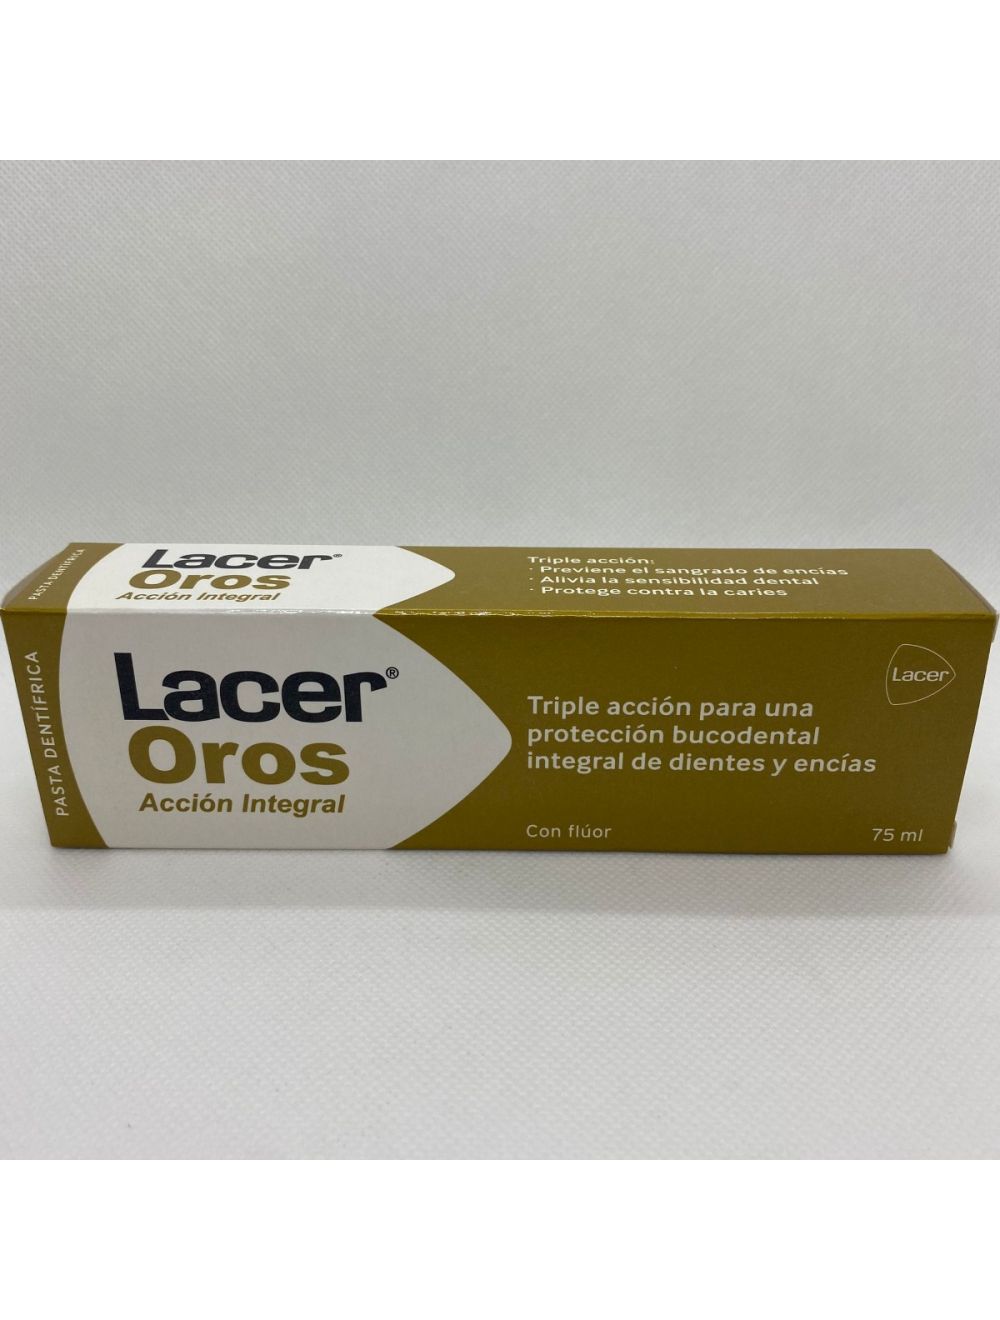 PASTA DENTÍFRICA
Lacer®
Oros
Acción Integral
Triple acción:
· Previene el sangrado de encías
· Alivia la sensibilidad dental
· Protege contra la caries
PASTA DENTÍFRICA
Lacer®
Oros
Acción Integral
Lacer
Triple acción para una
protección bucodental
integral de dientes y encías
Con flúor
75 ml